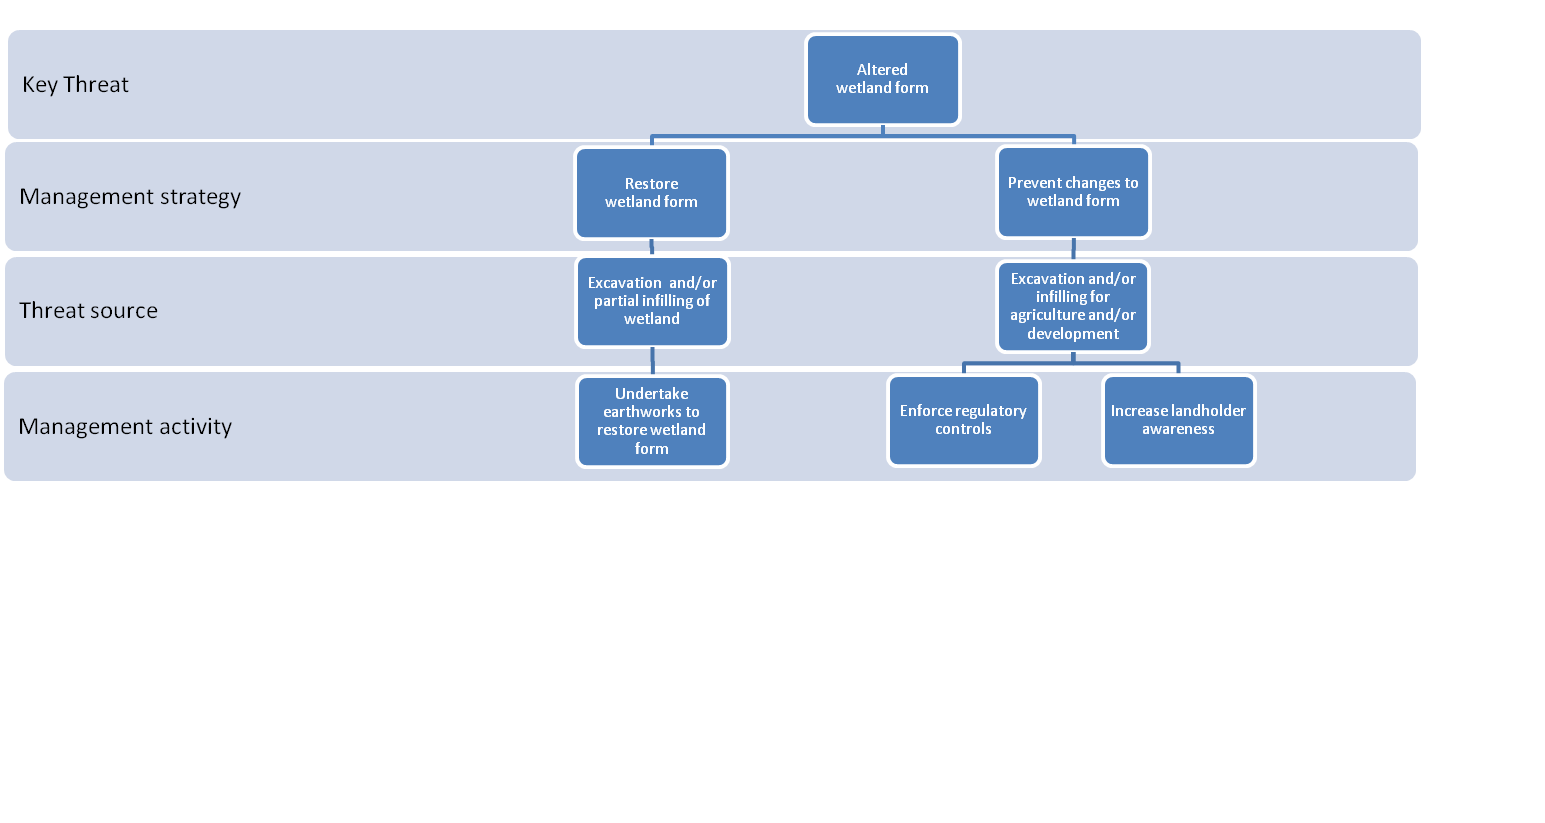 Key Threat
Altered
wetland form
Management strategy
Restore
wetland form
Prevent changes to
wetland form
Threat source
Excavation  and/or
partial infilling of
wetland
Excavation and/or
infilling for
agriculture and/or
development
Management activity
Undertake
earthworks to
restore wetland
form
Enforce regulatory
controls
Increase landholder
awareness